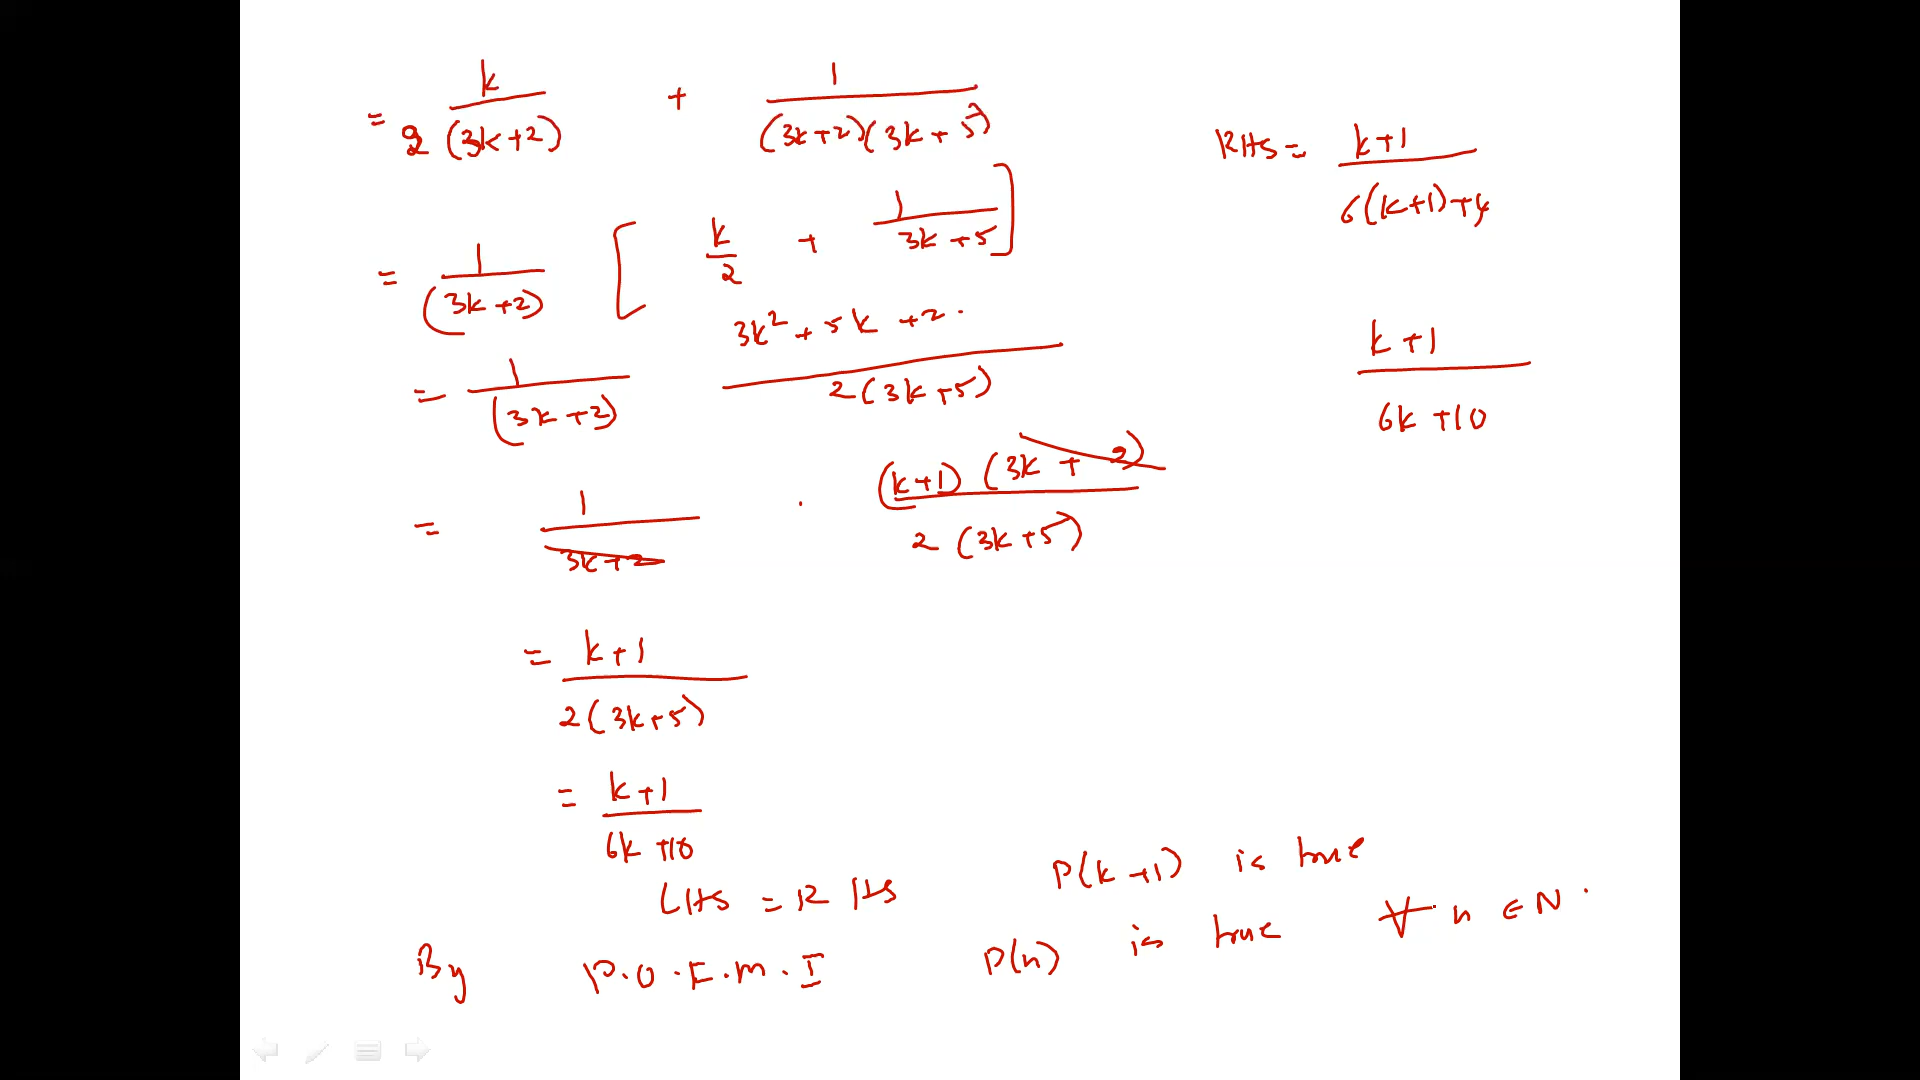 = k / 2 (3k+2) + 1 / (3k+2)(3k+5)
= 1 / (3k+2) [ k/2 + 1 / 3k+5 ]
= 1 / (3k+2) 3k² + 5k + 2 . / 2(3k+5)
= 1 / 3k+2 . (k+1) (3k + 2) / 2 (3k+5)
= k+1 / 2(3k+5)
= k+1 / 6k+10
LHS = RHS P(k+1) is true
By P.O.F.M.I P(n) is true ∀ n ∈ N .
RHS = k+1 / 6(k+1)+4
k+1 / 6k+10